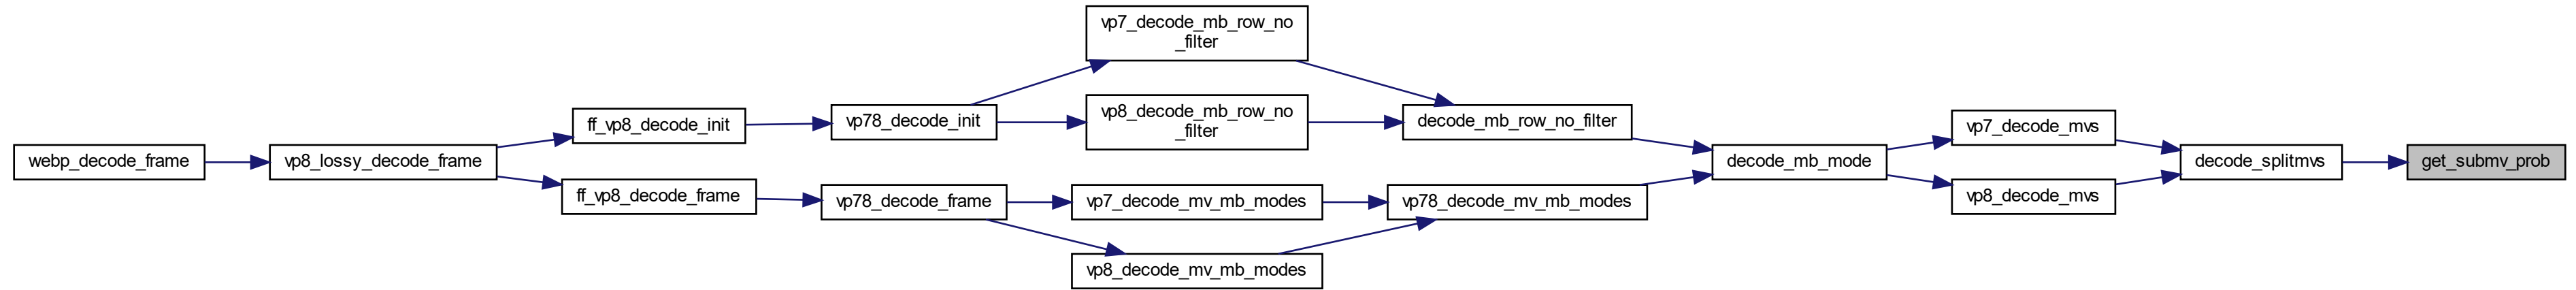 vp7_decode_mb_row_no
_filter
vp8_decode_mb_row_no
_filter
webp_decode_frame
vp8_lossy_decode_frame
ff_vp8_decode_init
vp78_decode_init
decode_mb_row_no_filter
ff_vp8_decode_frame
vp78_decode_frame
vp7_decode_mv_mb_modes
vp78_decode_mv_mb_modes
vp8_decode_mv_mb_modes
decode_mb_mode
vp7_decode_mvs
vp8_decode_mvs
decode_splitmvs
get_submv_prob